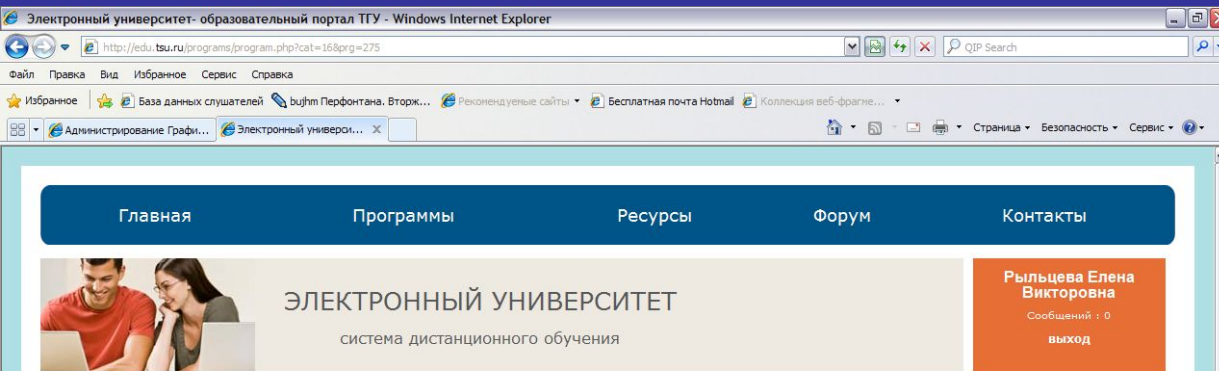 Электронный университет- образовательный портал ТГУ - Windows Internet Explorer
http://edu.tsu.ru/programs/program.php?cat=16&prg=275 QIP Search
Файл Правка Вид Избранное Сервис Справка
Избранное База данных слушателей bujhm Перфонтана. Вторж... Рекомендуемые сайты Бесплатная почта Hotmail Коллекция веб-фрагме...
Администрирование Графи... Электронный универси... X Страница Безопасность Сервис
Главная Программы Ресурсы Форум Контакты
ЭЛЕКТРОННЫЙ УНИВЕРСИТЕТ
система дистанционного обучения
Рыльцева Елена
Викторовна
Сообщений : 0
выход